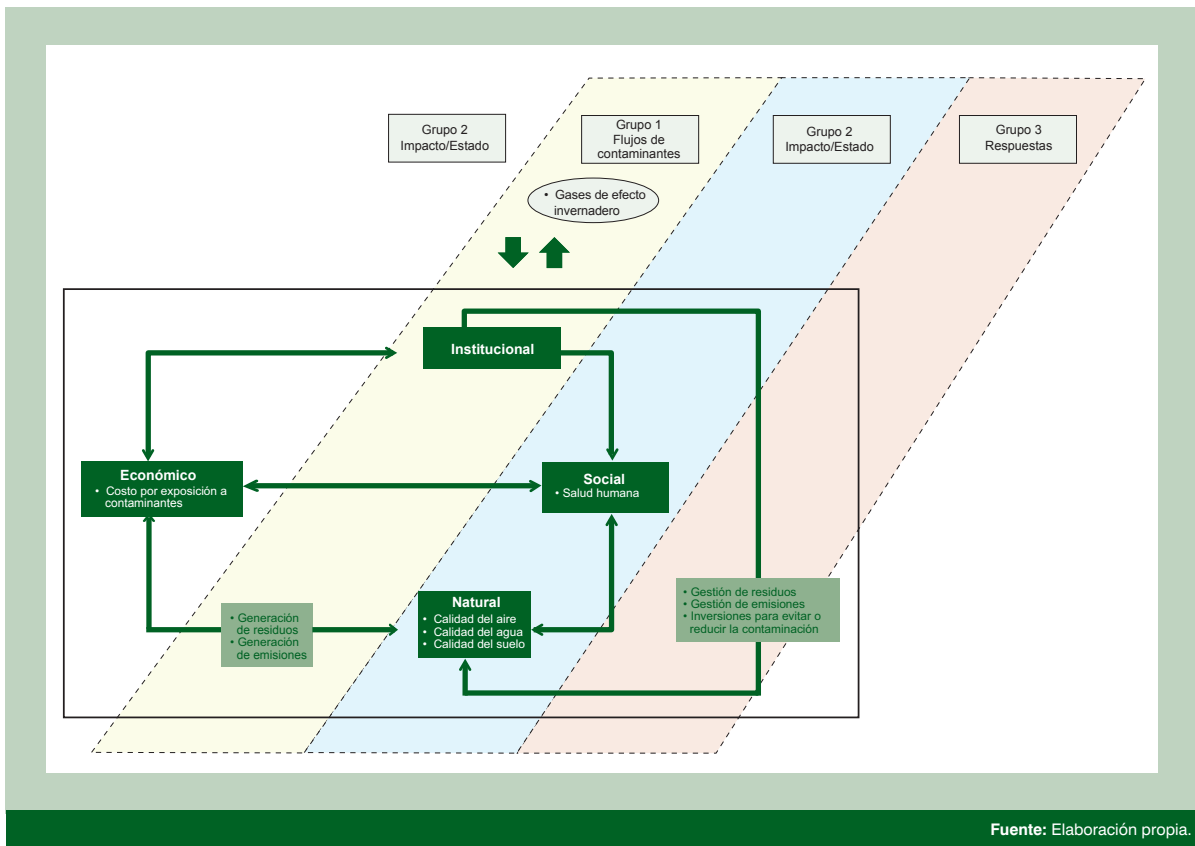 Grupo 2
Impacto/Estado
Grupo 1
Flujos de
contaminantes
Grupo 2
Impacto/Estado
Grupo 3
Respuestas
• Gases de efecto
invernadero
Institucional
Económico
• Costo por exposición a
contaminantes
Social
• Salud humana
• Generación
de residuos
• Generación
de emisiones
Natural
• Calidad del aire
• Calidad del agua
• Calidad del suelo
• Gestión de residuos
• Gestión de emisiones
• Inversiones para evitar o
reducir la contaminación
Fuente: Elaboración propia.